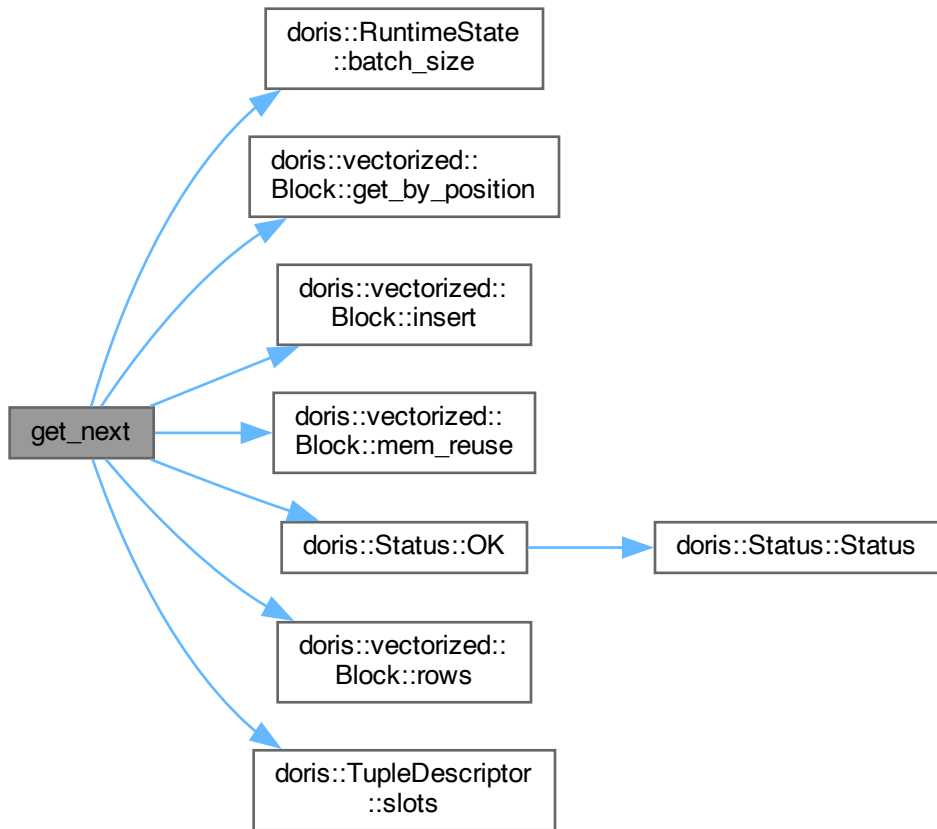 doris::RuntimeState
::batch_size
doris::vectorized::
Block::get_by_position
doris::vectorized::
Block::insert
get_next
doris::vectorized::
Block::mem_reuse
doris::Status::OK
doris::Status::Status
doris::vectorized::
Block::rows
doris::TupleDescriptor
::slots